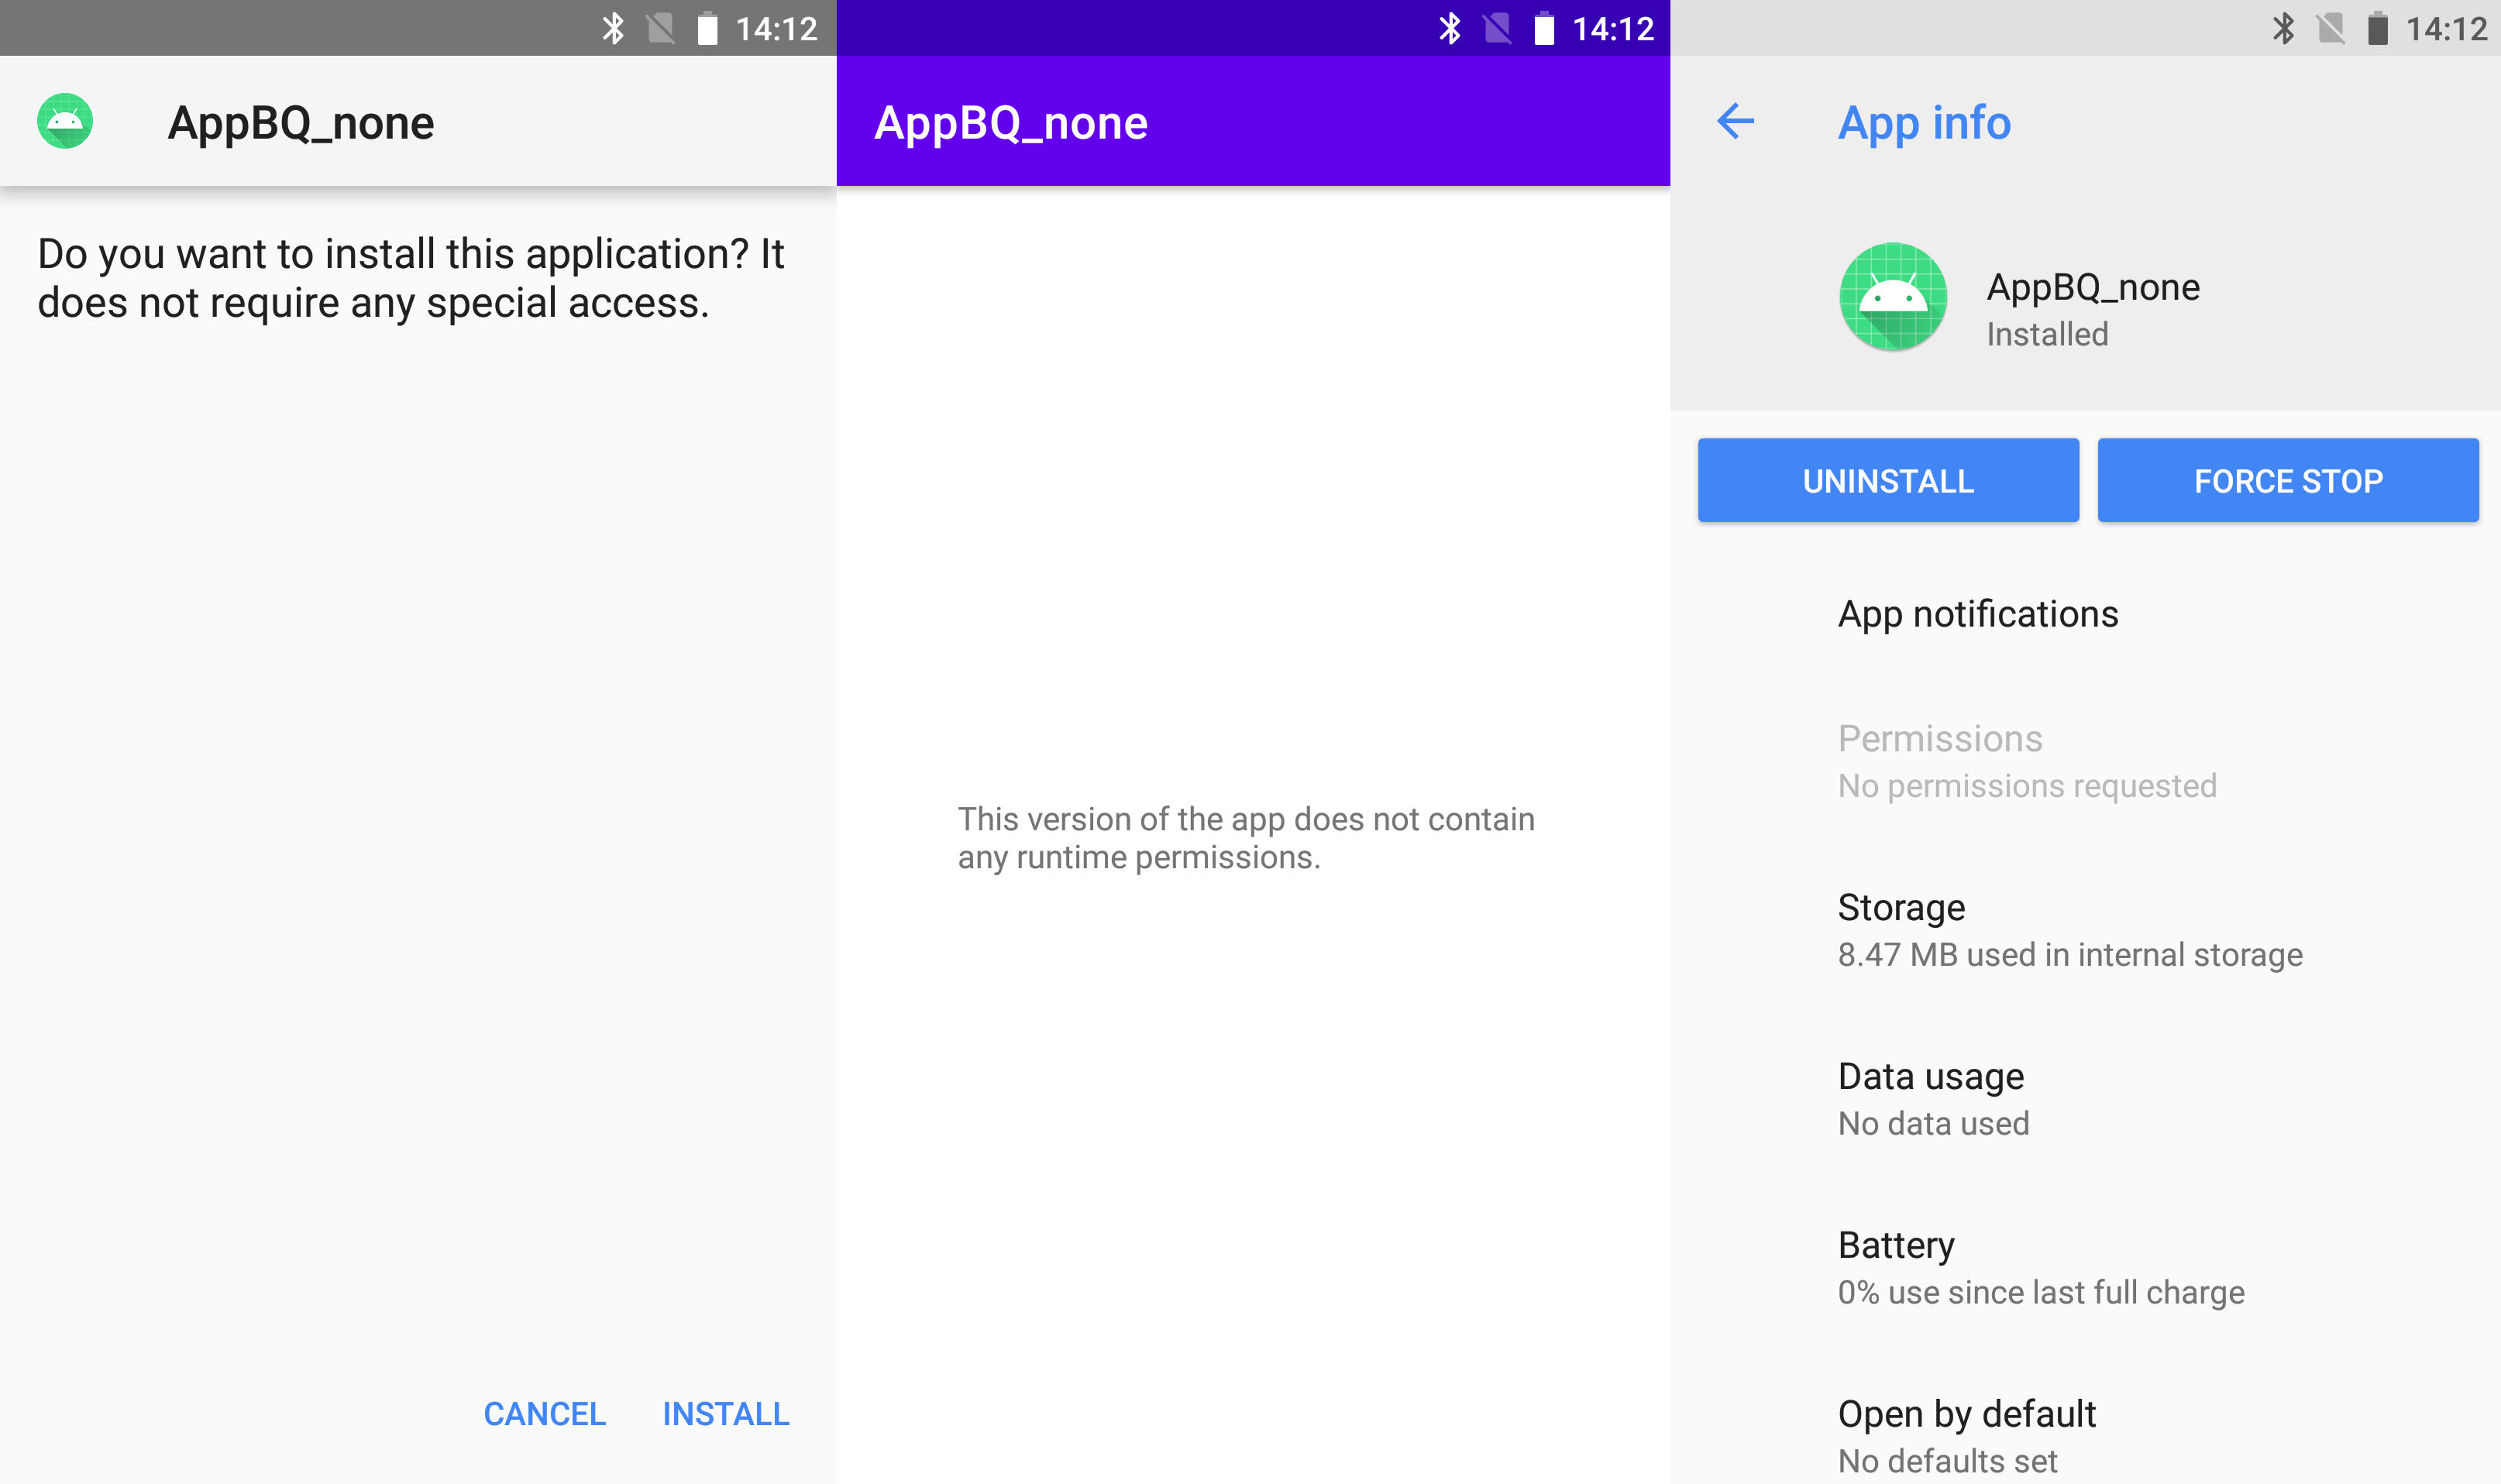 14:12
AppBQ_none
Do you want to install this application? It
does not require any special access.
CANCEL
INSTALL
14:12
AppBQ_none
This version of the app does not contain
any runtime permissions.
14:12
App info
AppBQ_none
Installed
UNINSTALL
FORCE STOP
App notifications
Permissions
No permissions requested
Storage
8.47 MB used in internal storage
Data usage
No data used
Battery
0% use since last full charge
Open by default
No defaults set